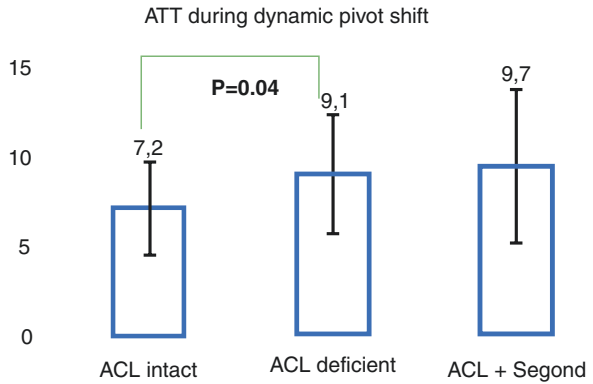 ATT during dynamic pivot shift
15
10
5
0
P=0.04
7,2
9,1
9,7
ACL intact
ACL deficient
ACL + Segond